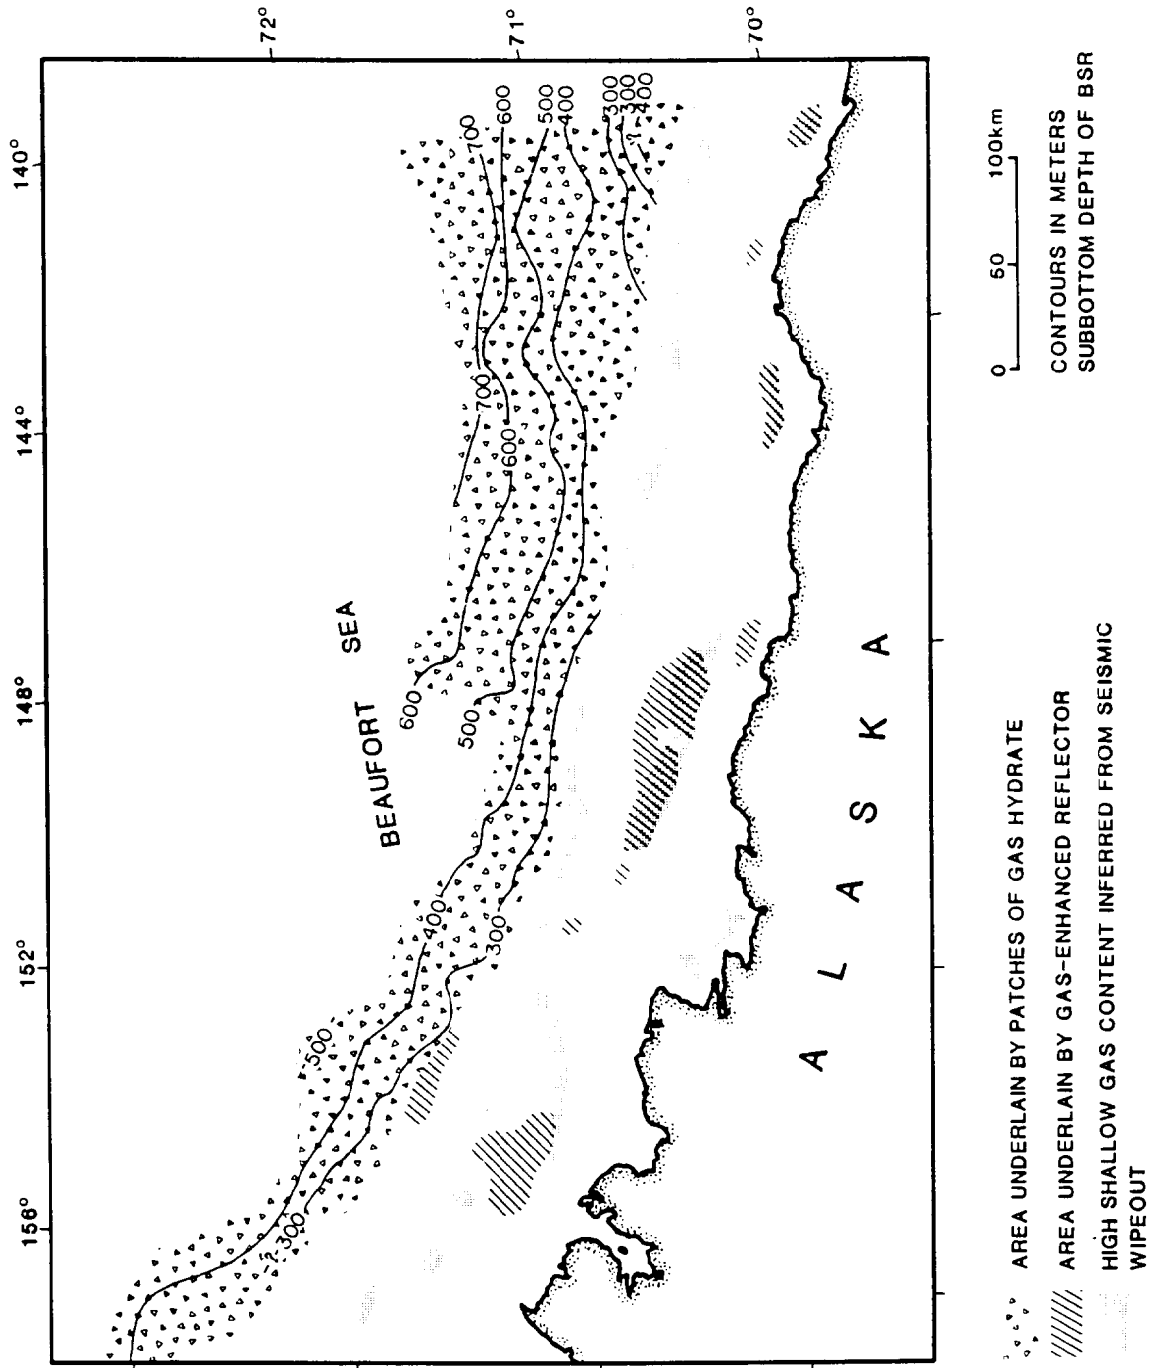 156°
152°
148°
144°
140°
72°
71°
70°
BEAUFORT SEA
ALASKA
-?-300
500
400
300
600
500
600
700
700
600
500
400
300
300
?-400
0 50 100km
CONTOURS IN METERS
SUBBOTTOM DEPTH OF BSR
AREA UNDERLAIN BY PATCHES OF GAS HYDRATE
AREA UNDERLAIN BY GAS-ENHANCED REFLECTOR
HIGH SHALLOW GAS CONTENT INFERRED FROM SEISMIC
WIPEOUT